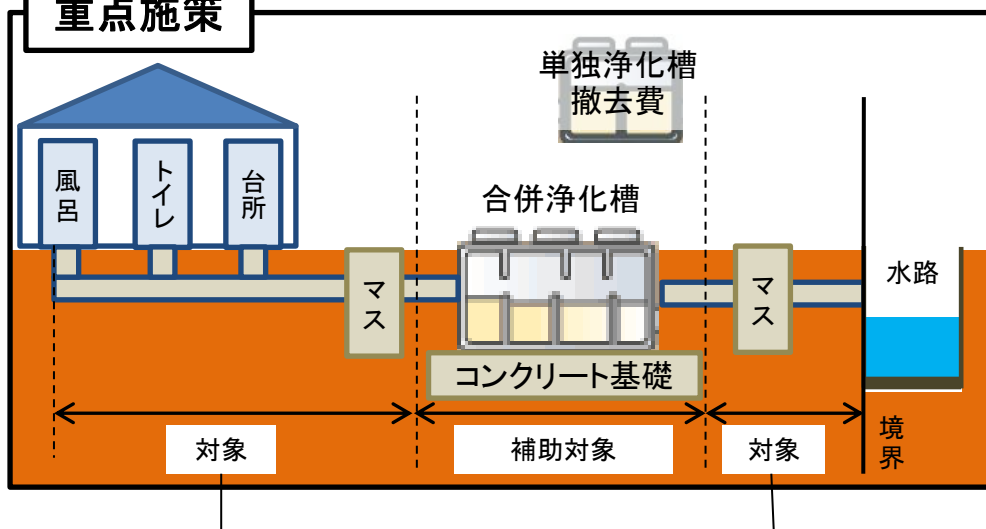 重点施策
単独浄化槽
撤去費
風呂
トイレ
台所
合併浄化槽
マス
マス
水路
コンクリート基礎
対象
補助対象
対象
境界